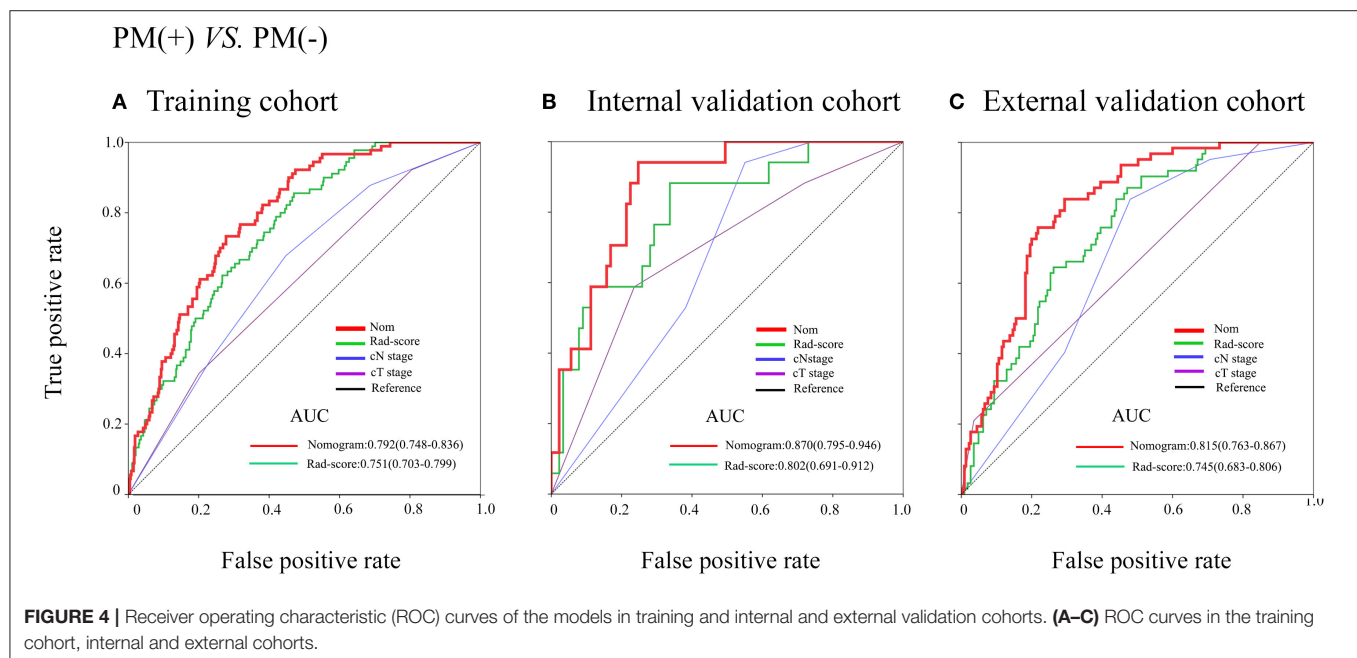 PM(+) VS. PM(-)
A Training cohort
B Internal validation cohort
C External validation cohort
True positive rate
1.0
0.8
0.6
0.4
0.2
0
Nom
Rad-score
cN stage
cT stage
Reference
AUC
Nomogram:0.792(0.748-0.836)
Rad-score:0.751(0.703-0.799)
0 0.2 0.4 0.6 0.8 1.0
False positive rate
Nom
Rad-score
cNstage
cT stage
Reference
AUC
Nomogram:0.870(0.795-0.946)
Rad-score:0.802(0.691-0.912)
0 0.2 0.4 0.6 0.8 1.0
False positive rate
Nom
Rad-score
cN stage
cT stage
Reference
AUC
Nomogram:0.815(0.763-0.867)
Rad-score:0.745(0.683-0.806)
0 0.2 0.4 0.6 0.8 1.0
False positive rate
FIGURE 4 | Receiver operating characteristic (ROC) curves of the models in training and internal and external validation cohorts. (A–C) ROC curves in the training
cohort, internal and external cohorts.